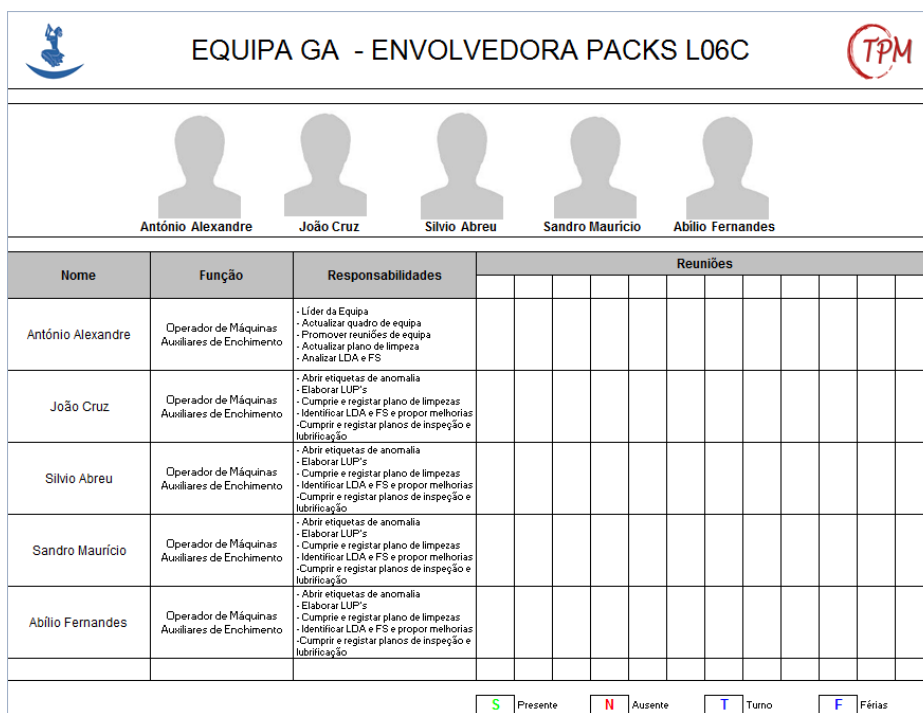 EQUIPA GA - ENVOLVEDORA PACKS L06C
TPM
António Alexandre
João Cruz
Silvio Abreu
Sandro Maurício
Abílio Fernandes
Nome
Função
Responsabilidades
Reuniões
António Alexandre
Operador de Máquinas
Auxiliares de Enchimento
- Líder da Equipa
- Actualizar quadro de equipa
- Promover reuniões de equipa
- Actualizar plano de limpeza
- Analizar LDA e FS
João Cruz
Operador de Máquinas
Auxiliares de Enchimento
- Abrir etiquetas de anomalia
- Elaborar LUP's
- Cumprie e registar plano de limpezas
- Identificar LDA e FS e propor melhorias
-Cumprir e registar planos de inspeção e
lubrificação
Silvio Abreu
Operador de Máquinas
Auxiliares de Enchimento
- Abrir etiquetas de anomalia
- Elaborar LUP's
- Cumprie e registar plano de limpezas
- Identificar LDA e FS e propor melhorias
-Cumprir e registar planos de inspeção e
lubrificação
Sandro Maurício
Operador de Máquinas
Auxiliares de Enchimento
- Abrir etiquetas de anomalia
- Elaborar LUP's
- Cumprie e registar plano de limpezas
- Identificar LDA e FS e propor melhorias
-Cumprir e registar planos de inspeção e
lubrificação
Abílio Fernandes
Operador de Máquinas
Auxiliares de Enchimento
- Abrir etiquetas de anomalia
- Elaborar LUP's
- Cumprie e registar plano de limpezas
- Identificar LDA e FS e propor melhorias
-Cumprir e registar planos de inspeção e
lubrificação
S Presente N Ausente T Turno F Férias